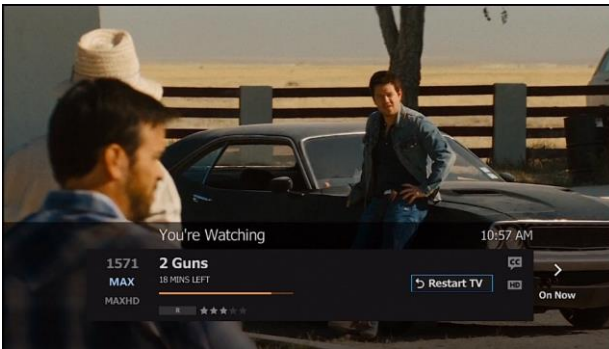 You're Watching
10:57 AM
1571
MAX
MAXHD
2 Guns
18 MINS LEFT
R
Restart TV
CC
HD
On Now